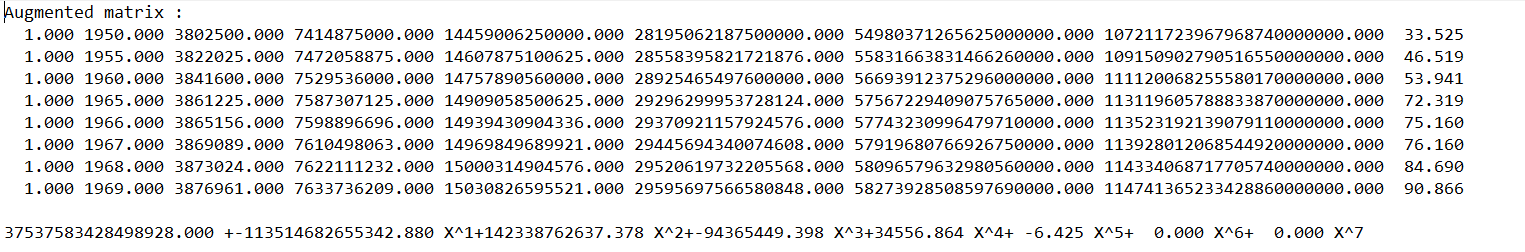 Augmented matrix :
1.000 1950.000 3802500.000 7414875000.000 14459006250000.000 28195062187500000.000 54980371265625000000.000 107211723967968740000000.000 33.525
1.000 1955.000 3822025.000 7472058875.000 14607875100625.000 28558395821721876.000 55831663831466260000.000 109150902790516550000000.000 46.519
1.000 1960.000 3841600.000 7529536000.000 14757890560000.000 28925465497600000.000 56693912375296000000.000 111120068255580170000000.000 53.941
1.000 1965.000 3861225.000 7587307125.000 14909058500625.000 29296299953728124.000 57567229409075765000.000 113119605788833870000000.000 72.319
1.000 1966.000 3865156.000 7598896696.000 14939430904336.000 29370921157924576.000 57743230996479710000.000 113523192139079110000000.000 75.160
1.000 1967.000 3869089.000 7610498063.000 14969849689921.000 29445694340074608.000 57919680766926750000.000 113928012068544920000000.000 76.160
1.000 1968.000 3873024.000 7622111232.000 15000314904576.000 29520619732205568.000 58096579632980560000.000 114334068717705740000000.000 84.690
1.000 1969.000 3876961.000 7633736209.000 15030826595521.000 29595697566580848.000 58273928508597690000.000 114741365233428860000000.000 90.866
37537583428498928.000 +-113514682655342.880 X^1+142338762637.378 X^2+-94365449.398 X^3+34556.864 X^4+ -6.425 X^5+ 0.000 X^6+ 0.000 X^7